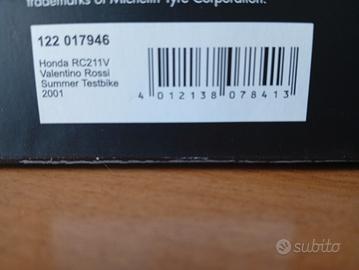 trademarks of Michelin Tyre Corporation.
122 017946
Honda RC211V
Valentino Rossi
Summer Testbike
2001
4 012138 078413
subito